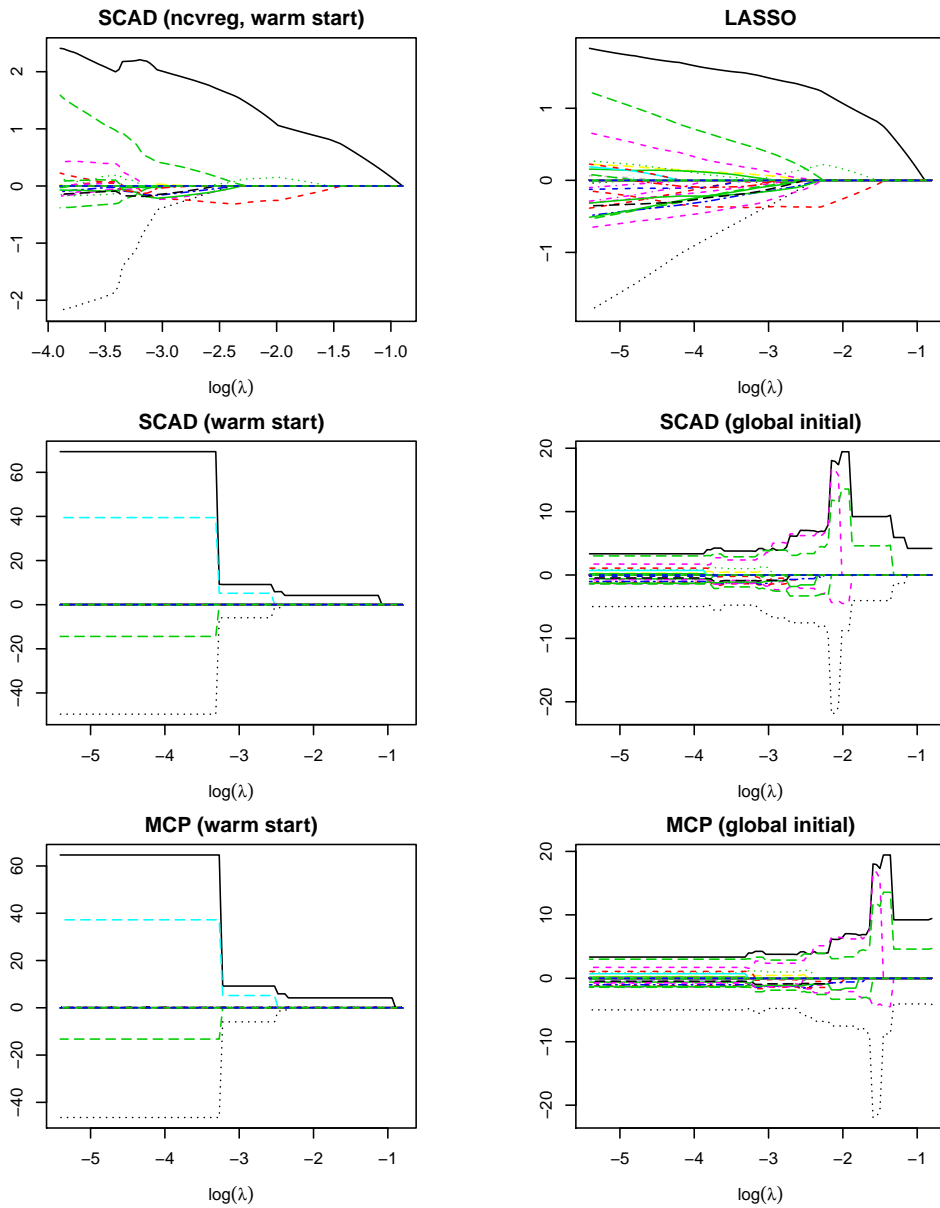 SCAD (ncvreg, warm start)
2
1
0
−1
−2
−4.0 −3.5 −3.0 −2.5 −2.0 −1.5 −1.0
log(λ)
LASSO
1
0
−1
−5 −4 −3 −2 −1
log(λ)
SCAD (warm start)
60
40
20
0
−20
−40
−5 −4 −3 −2 −1
log(λ)
SCAD (global initial)
20
10
0
−10
−20
−5 −4 −3 −2 −1
log(λ)
MCP (warm start)
60
40
20
0
−20
−40
−5 −4 −3 −2 −1
log(λ)
MCP (global initial)
20
10
0
−10
−20
−5 −4 −3 −2 −1
log(λ)